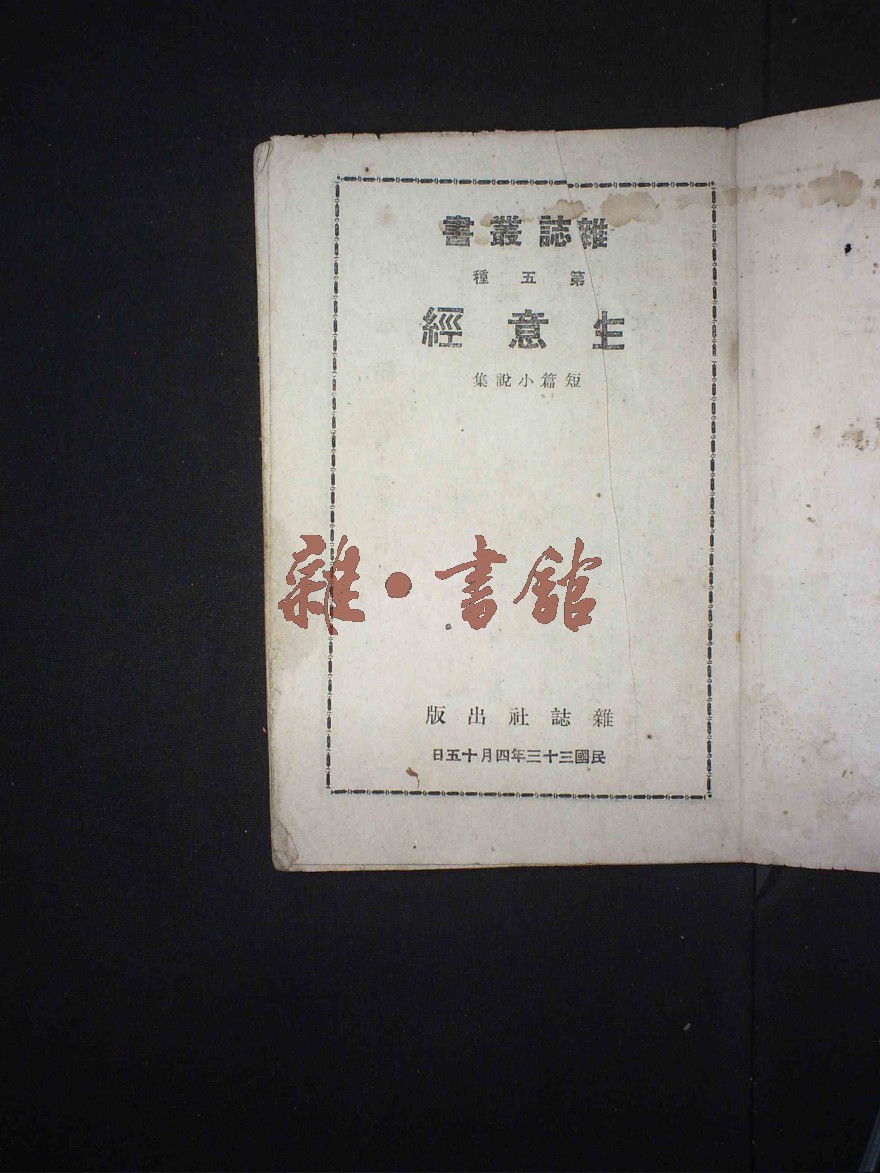 雜誌叢書
第五種
生意經
短篇小說集
雜·書館
雜誌社出版
民國三十三年四月十五日